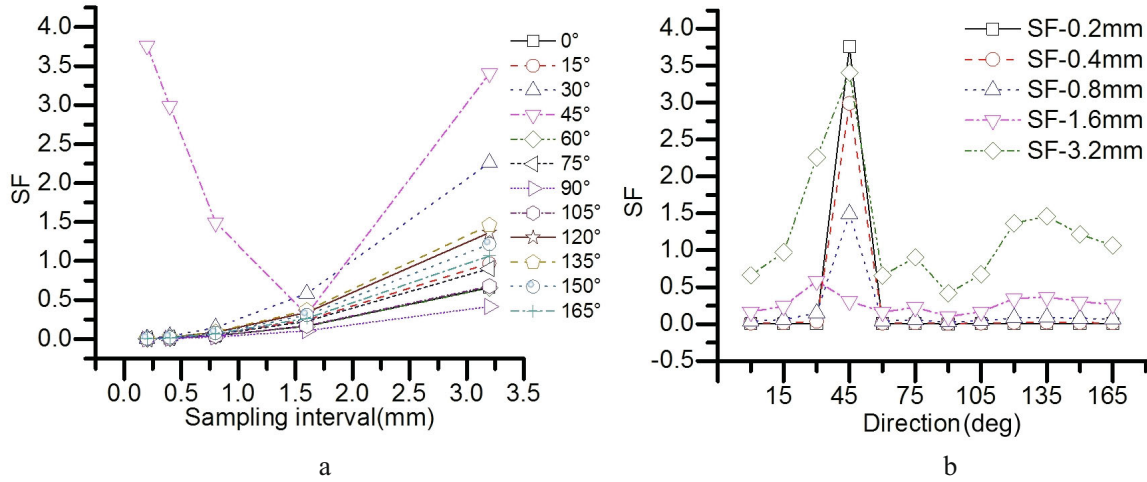 4.0
3.5
3.0
2.5
2.0
1.5
1.0
0.5
0.0
SF
0.0 0.5 1.0 1.5 2.0 2.5 3.0 3.5
Sampling interval(mm)
0°
15°
30°
45°
60°
75°
90°
105°
120°
135°
150°
165°
a
4.0
3.5
3.0
2.5
2.0
1.5
1.0
0.5
0.0
-0.5
SF
15 45 75 105 135 165
Direction(deg)
SF-0.2mm
SF-0.4mm
SF-0.8mm
SF-1.6mm
SF-3.2mm
b